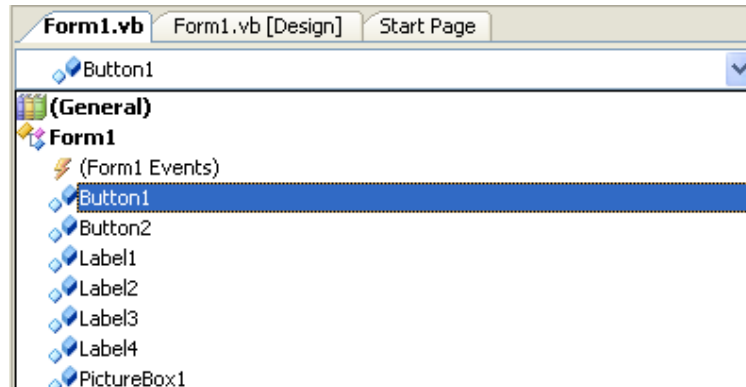 Form1.vb Form1.vb [Design] Start Page
Button1
(General)
Form1
(Form1 Events)
Button1
Button2
Label1
Label2
Label3
Label4
PictureBox1